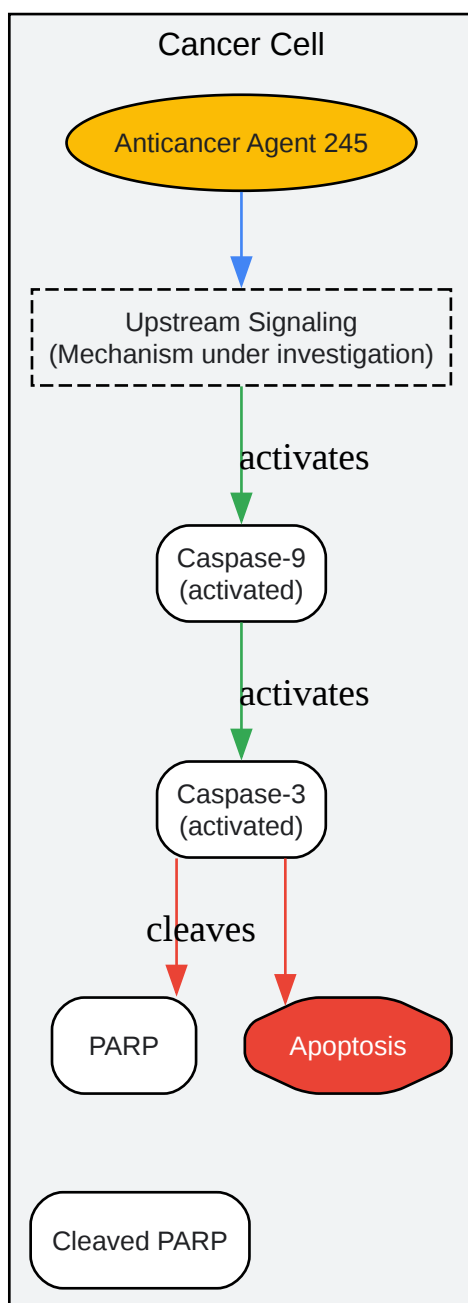 Cancer Cell
Anticancer Agent 245
Upstream Signaling
(Mechanism under investigation)
activates
Caspase-9
(activated)
activates
Caspase-3
(activated)
cleaves
PARP
Apoptosis
Cleaved PARP